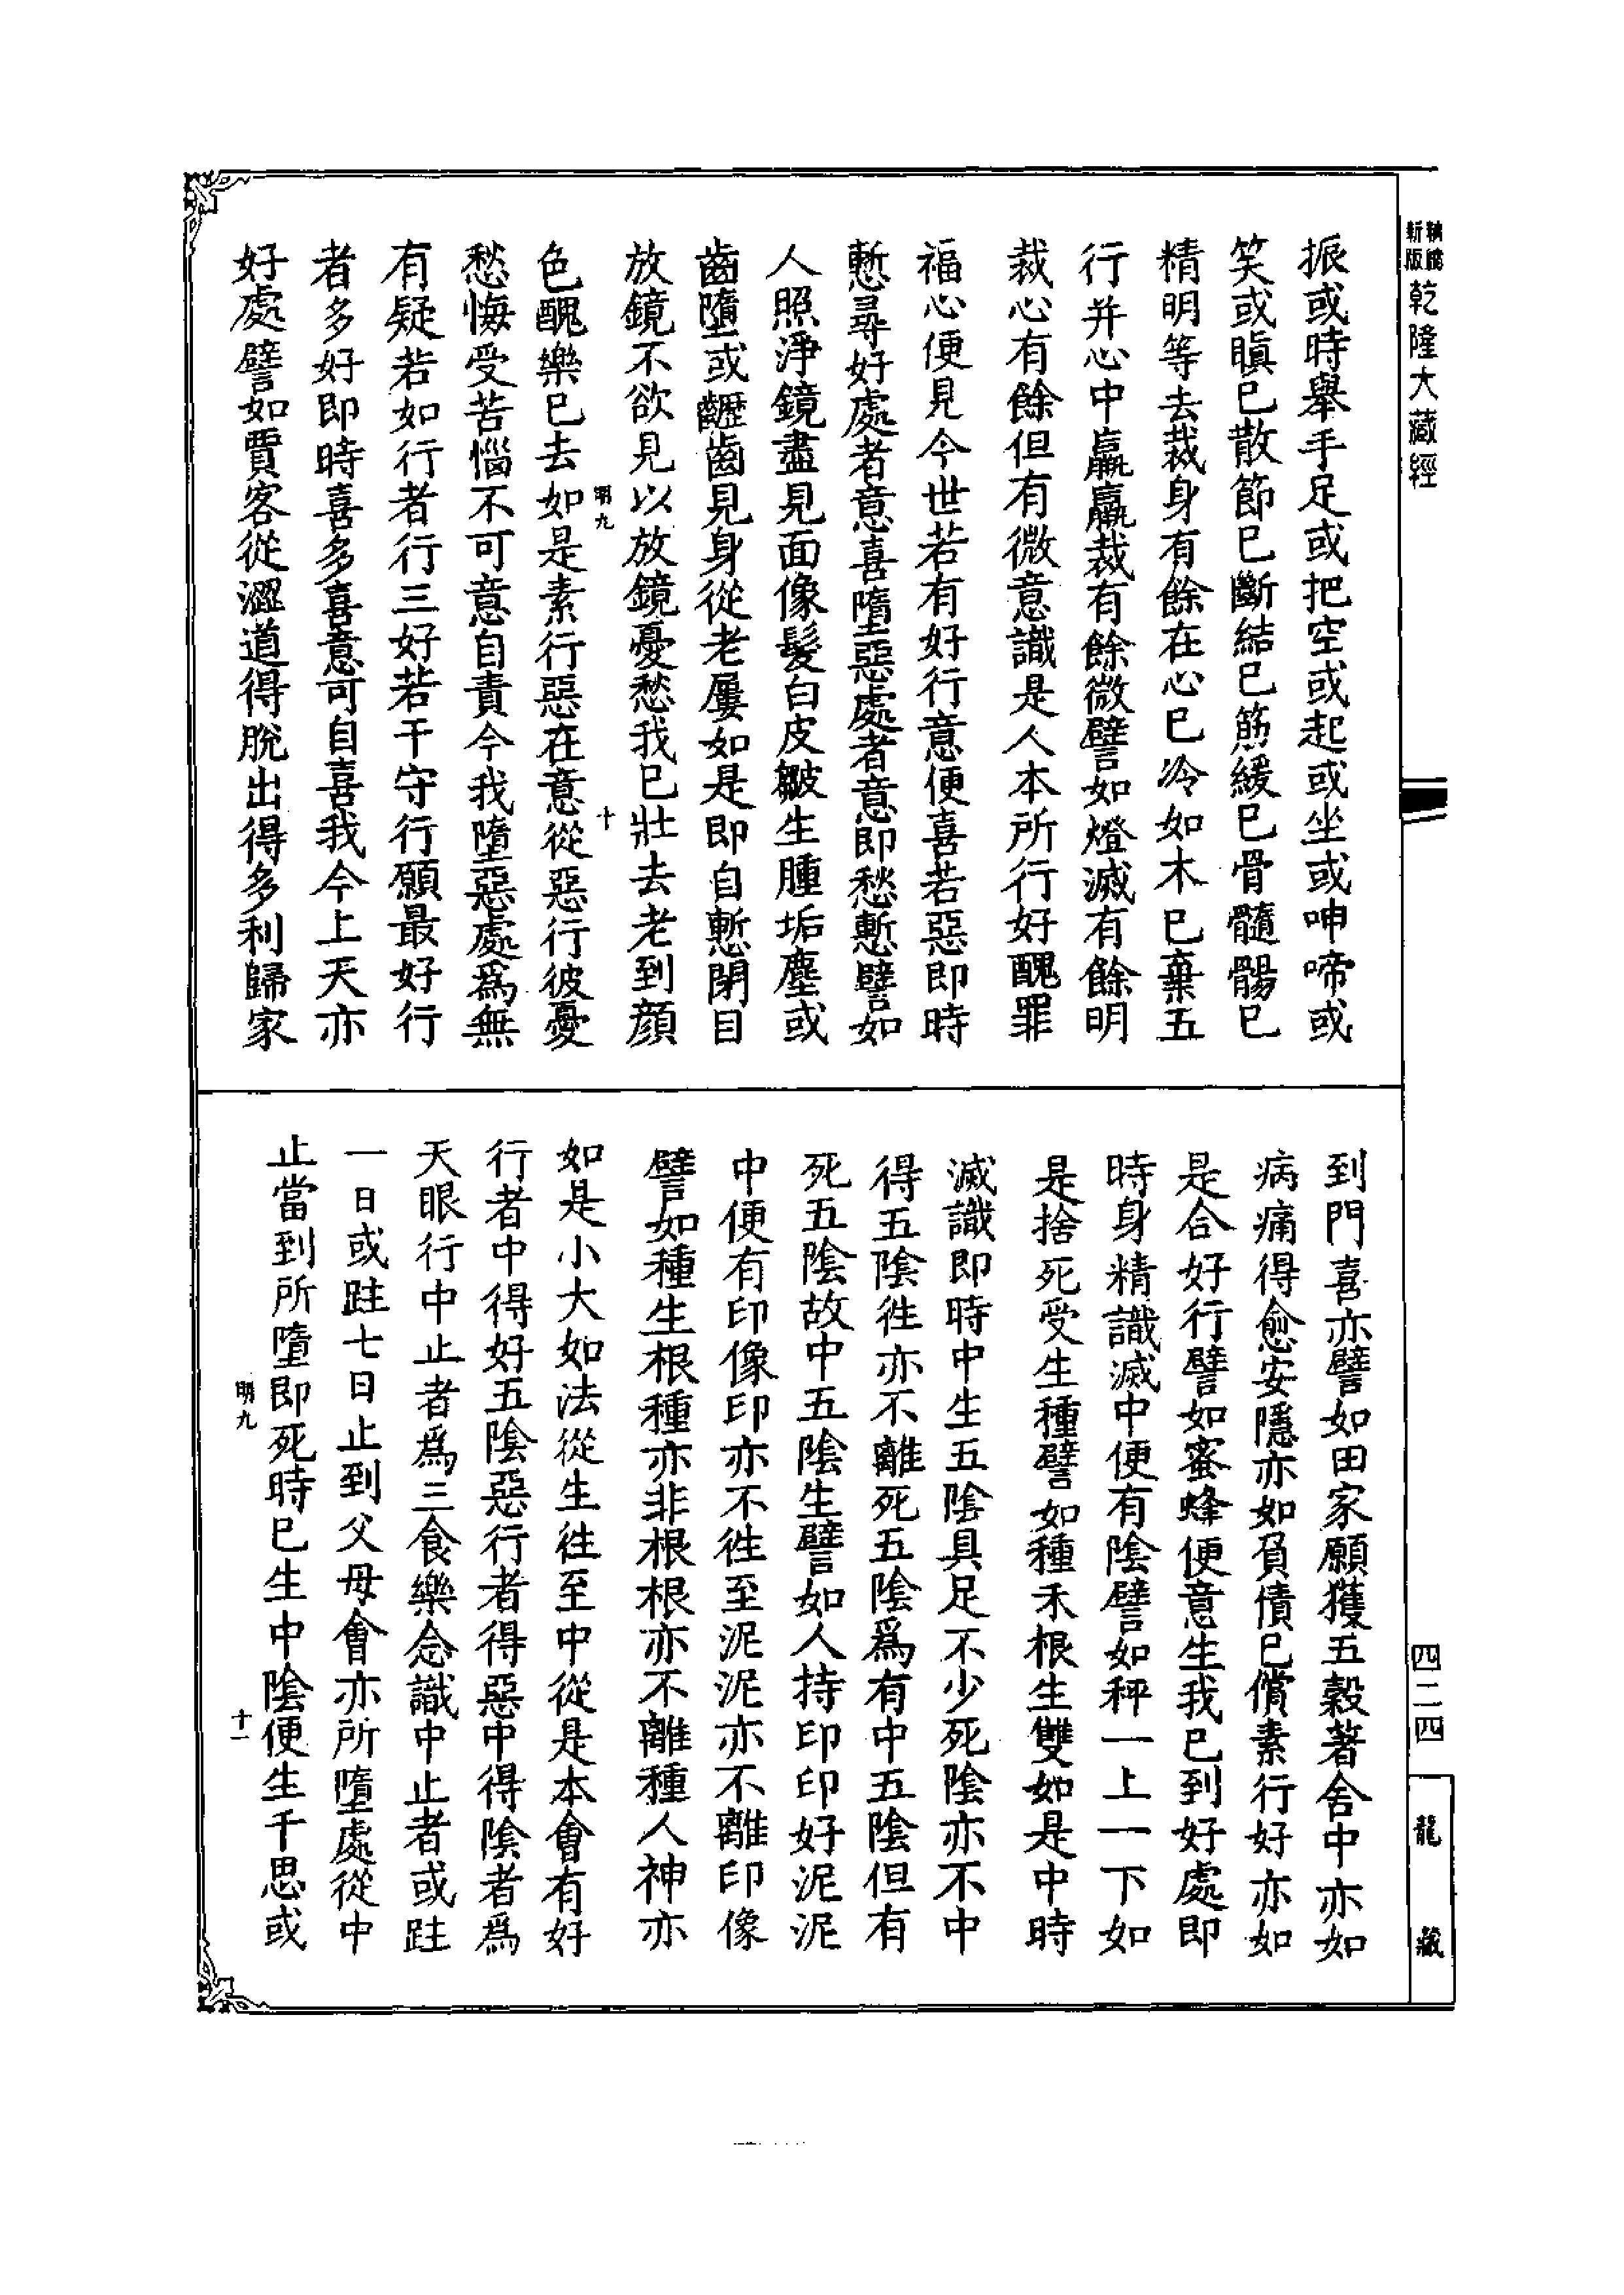 新版 乾隆大藏經
振或時舉手足或把空或起或坐或呻啼或
笑或瞋已散節已斷結已筋緩已骨髓髑已
精明等去裁身有餘在心已冷如木已棄五
行并心中羸羸裁有餘微譬如燈滅有餘明
裁心有餘但有微意識是人本所行好醜罪
福心便見今世若有好行意便喜若惡即時
慙尋好處者意喜墮惡處者意即愁慙譬如
人照淨鏡盡見面像髮白皮皺生腫垢塵或
齒墮或齽齒見身從老屢如是即自慙閉目
放鏡不欲見以放鏡憂愁我已壯去老到顏
明九 十
色醜樂已去如是素行惡在意從惡行彼憂
愁悔受苦惱不可意自責今我墮惡處爲無
有疑若如行者行三好若干守行願最好行
者多好即時喜多喜意可自喜我今上天亦
好處譬如賈客從澀道得脫出得多利歸家
到門喜亦譬如田家願獲五穀著舍中亦如
病痛得愈安隱亦如負債已償素行好亦如
是合好行譬如蜜蜂便意生我已到好處即
時身精識滅中便有陰譬如秤一上一下如
是捨死受生種譬如種禾根生雙如是中時
滅識即時中生五陰具足不少死陰亦不中
得五陰徃亦不離死五陰爲有中五陰但有
死五陰故中五陰生譬如人持印印好泥泥
中便有印像印亦不徃至泥泥亦不離印像
譬如種生根種亦非根根亦不離種人神亦
如是小大如法從生徃至中從是本會有好
行者中得好五陰惡行者得惡中得陰者爲
天眼行中止者爲三食樂念識中止者或跓
一日或跓七日止到父母會亦所墮處從中
止當到所墮即死時已生中陰便生千思或
明九 十一
四二四
龍藏